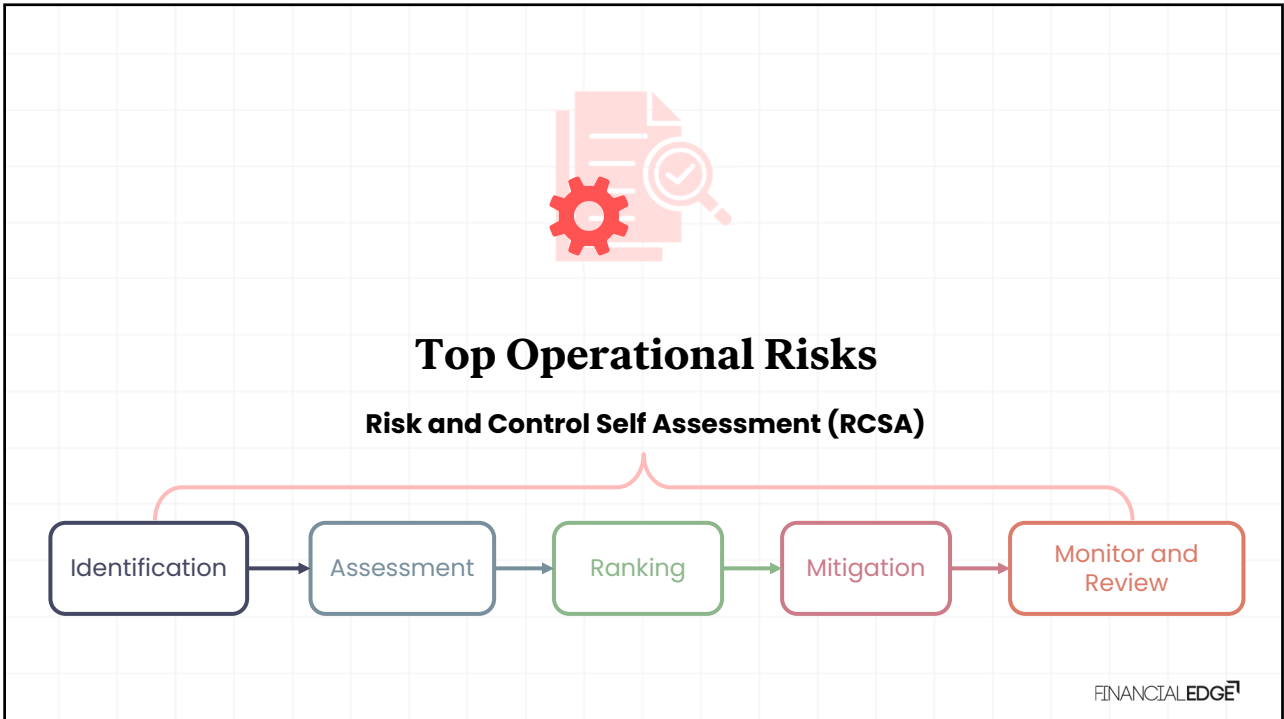 Top Operational Risks
Risk and Control Self Assessment (RCSA)
Identification
Assessment
Ranking
Mitigation
Monitor and
Review
FINANCIALEDGE